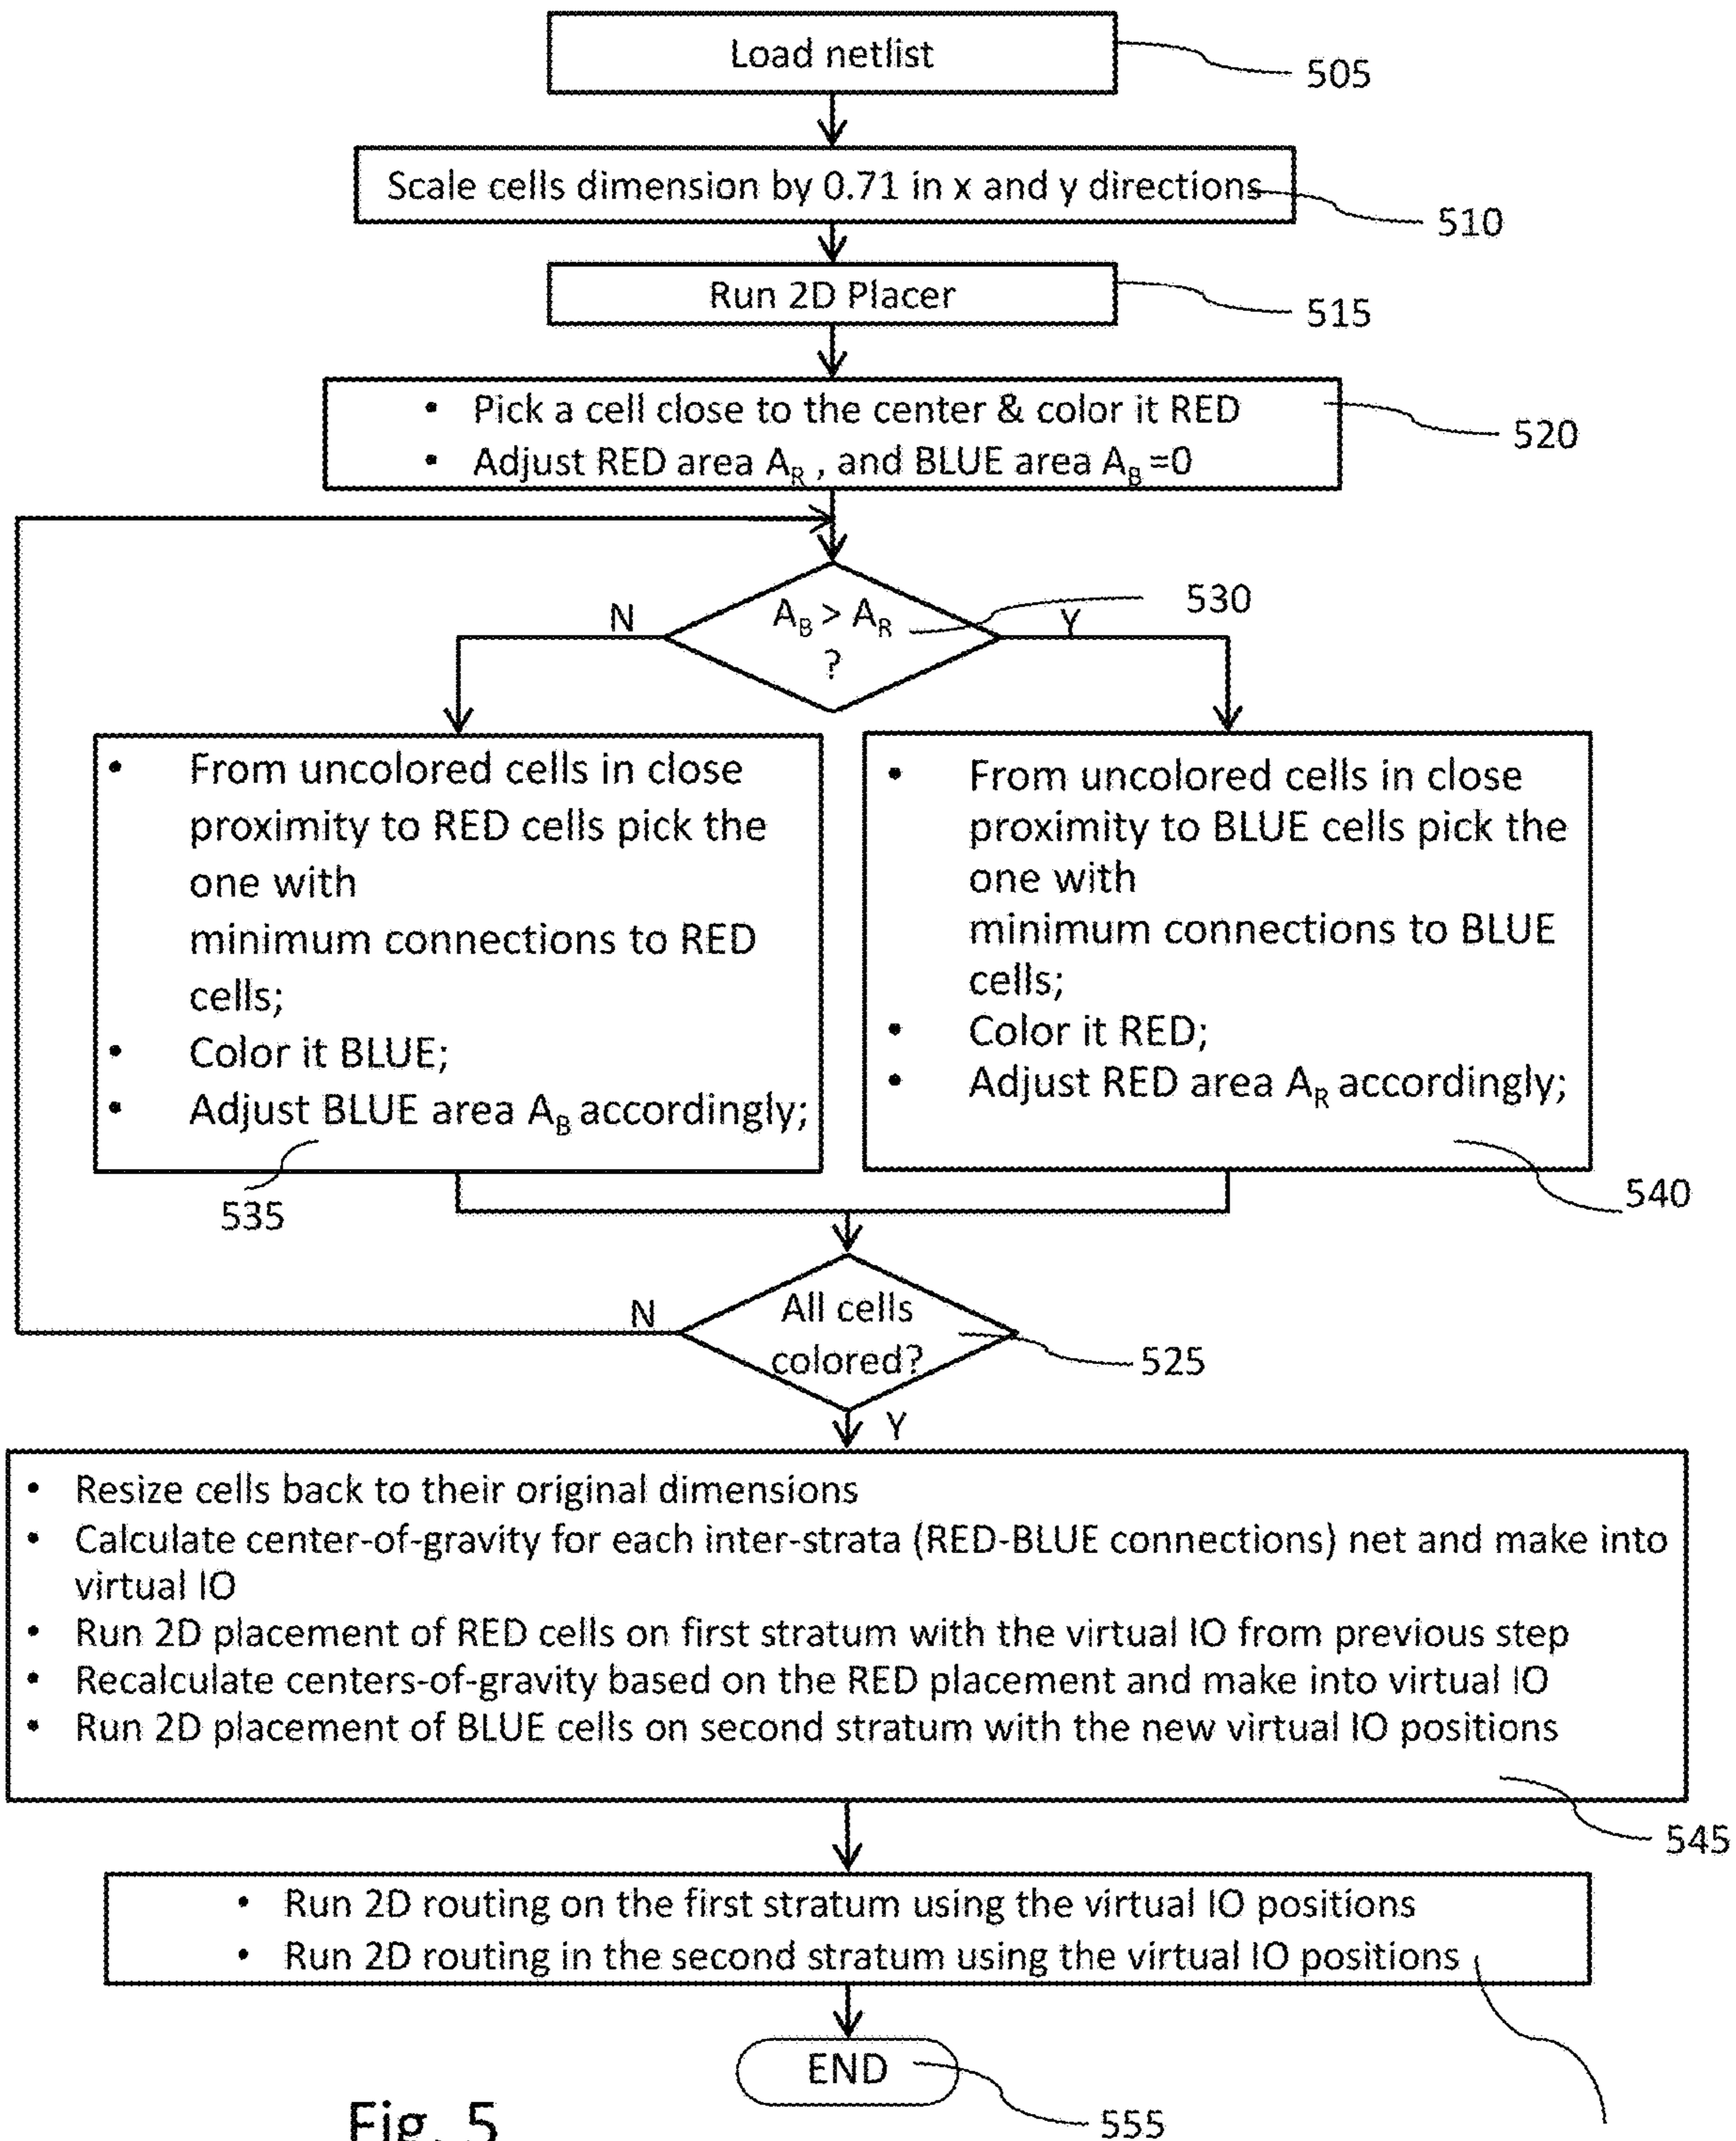 Load netlist
505
Scale cells dimension by 0.71 in x and y directions
510
Run 2D Placer
515
• Pick a cell close to the center & color it RED
• Adjust RED area A_R , and BLUE area A_B =0
520
A_B > A_R
?
530
N
Y
• From uncolored cells in close
proximity to RED cells pick the
one with
minimum connections to RED
cells;
• Color it BLUE;
• Adjust BLUE area A_B accordingly;
535
• From uncolored cells in close
proximity to BLUE cells pick the
one with
minimum connections to BLUE
cells;
• Color it RED;
• Adjust RED area A_R accordingly;
540
N
All cells
colored?
525
Y
• Resize cells back to their original dimensions
• Calculate center-of-gravity for each inter-strata (RED-BLUE connections) net and make into
virtual IO
• Run 2D placement of RED cells on first stratum with the virtual IO from previous step
• Recalculate centers-of-gravity based on the RED placement and make into virtual IO
• Run 2D placement of BLUE cells on second stratum with the new virtual IO positions
545
• Run 2D routing on the first stratum using the virtual IO positions
• Run 2D routing in the second stratum using the virtual IO positions
END
555
Fig. 5